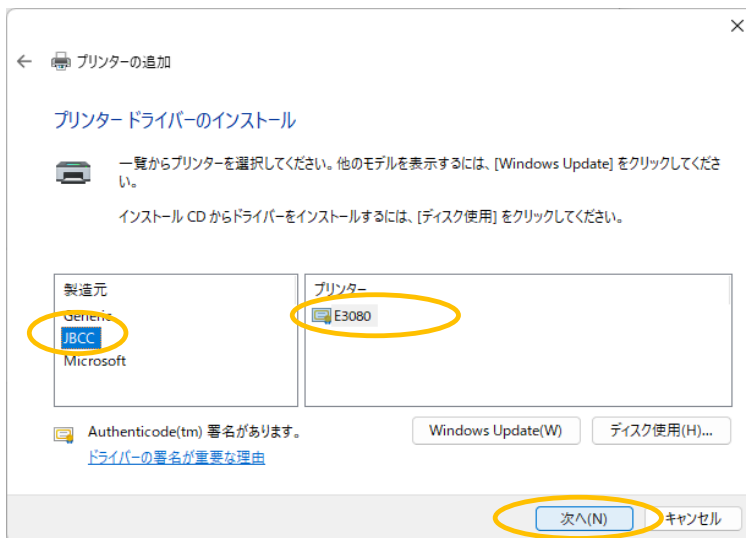 プリンターの追加
プリンター ドライバーのインストール
一覧からプリンターを選択してください。他のモデルを表示するには、[Windows Update] をクリックしてくださ
い。
インストール CD からドライバーをインストールするには、[ディスク使用] をクリックしてください。
製造元
Generic
JBCC
Microsoft
プリンター
E3080
Authenticode(tm) 署名があります。
ドライバーの署名が重要な理由
Windows Update(W)
ディスク使用(H)...
次へ(N)
キャンセル